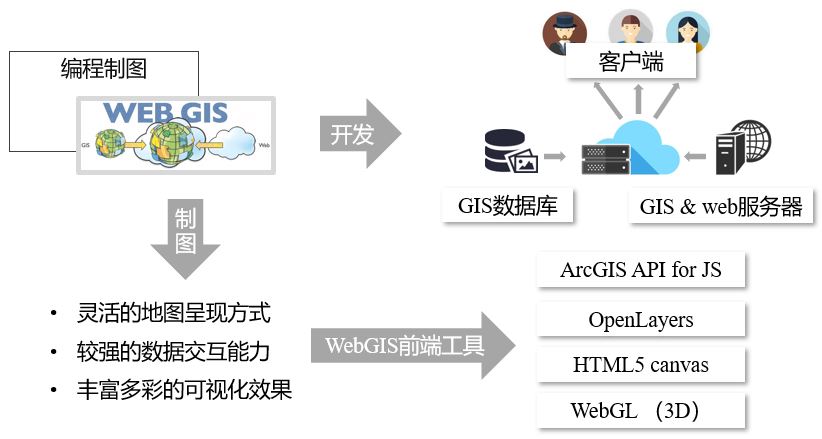 编程制图
WEB GIS
GIS
Web
开发
客户端
GIS数据库
GIS & web服务器
制
图
• 灵活的地图呈现方式
• 较强的数据交互能力
• 丰富多彩的可视化效果
WebGIS前端工具
ArcGIS API for JS
OpenLayers
HTML5 canvas
WebGL （3D）